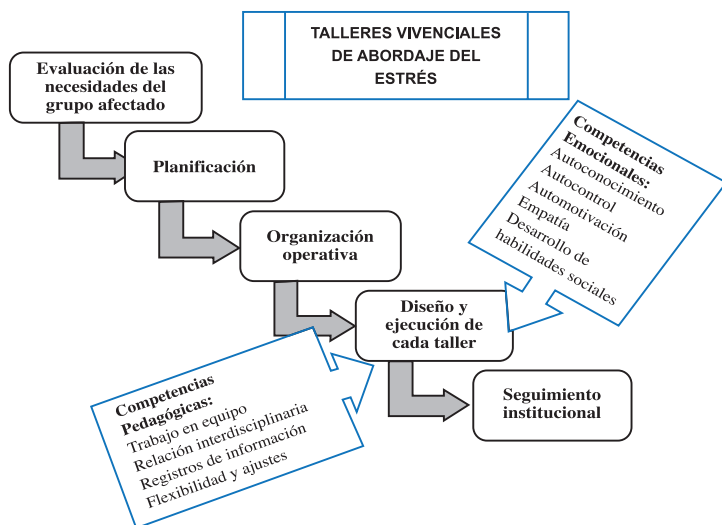 TALLERES VIVENCIALES
DE ABORDAJE DEL
ESTRÉS
Evaluación de las
necesidades del
grupo afectado
Planificación
Organización
operativa
Diseño y
ejecución de
cada taller
Seguimiento
institucional
Competencias
Emocionales:
Autoconocimiento
Autocontrol
Automotivación
Empatía
Desarrollo de
habilidades sociales
Competencias
Pedagógicas:
Trabajo en equipo
Relación interdisciplinaria
Registros de información
Flexibilidad y ajustes